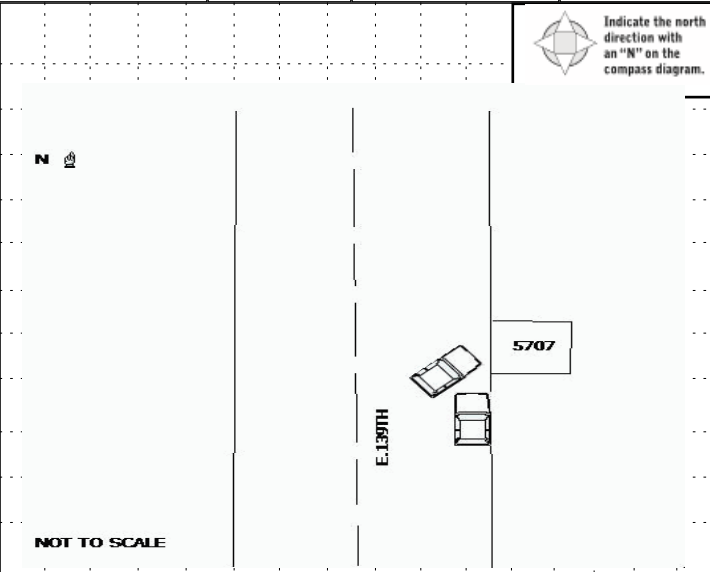 Indicate the north
direction with
an “N” on the
compass diagram.
N
5707
E.139TH
NOT TO SCALE